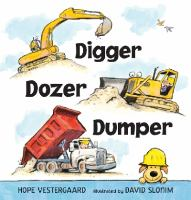 Digger
Dozer
Dumper
HOPE VESTERGAARD illustrated by DAVID SLONIM